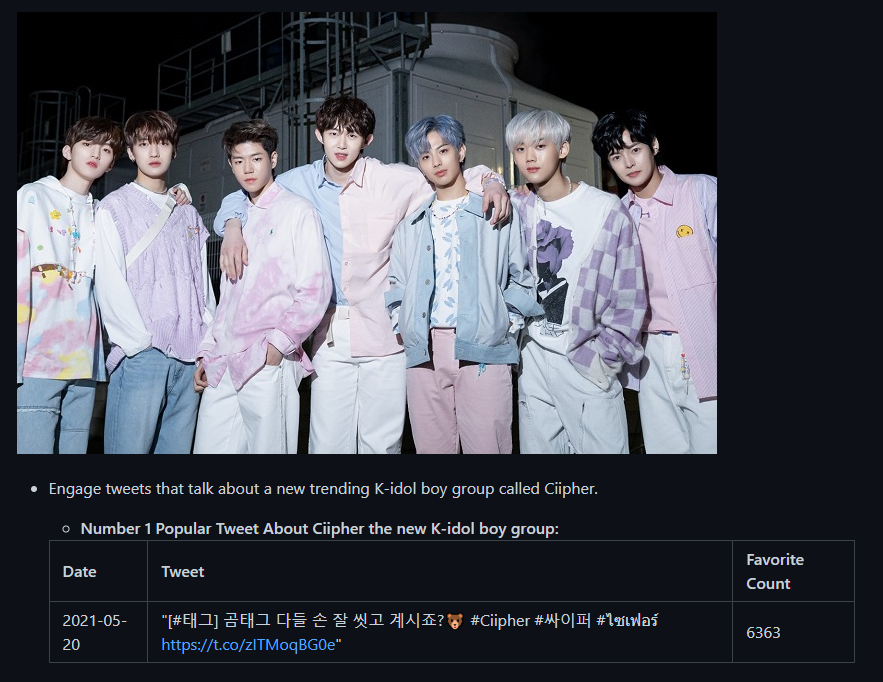 Engage tweets that talk about a new trending K-idol boy group called Ciipher.
Number 1 Popular Tweet About Ciipher the new K-idol boy group:
Date
Tweet
Favorite
Count
2021-05-
20
"[#태그] 곰태그 다들 손 잘 씻고 계시죠?🐻 #Ciipher #싸이퍼 #ไซเฟอร์
https://t.co/zITMoqBG0e"
6363